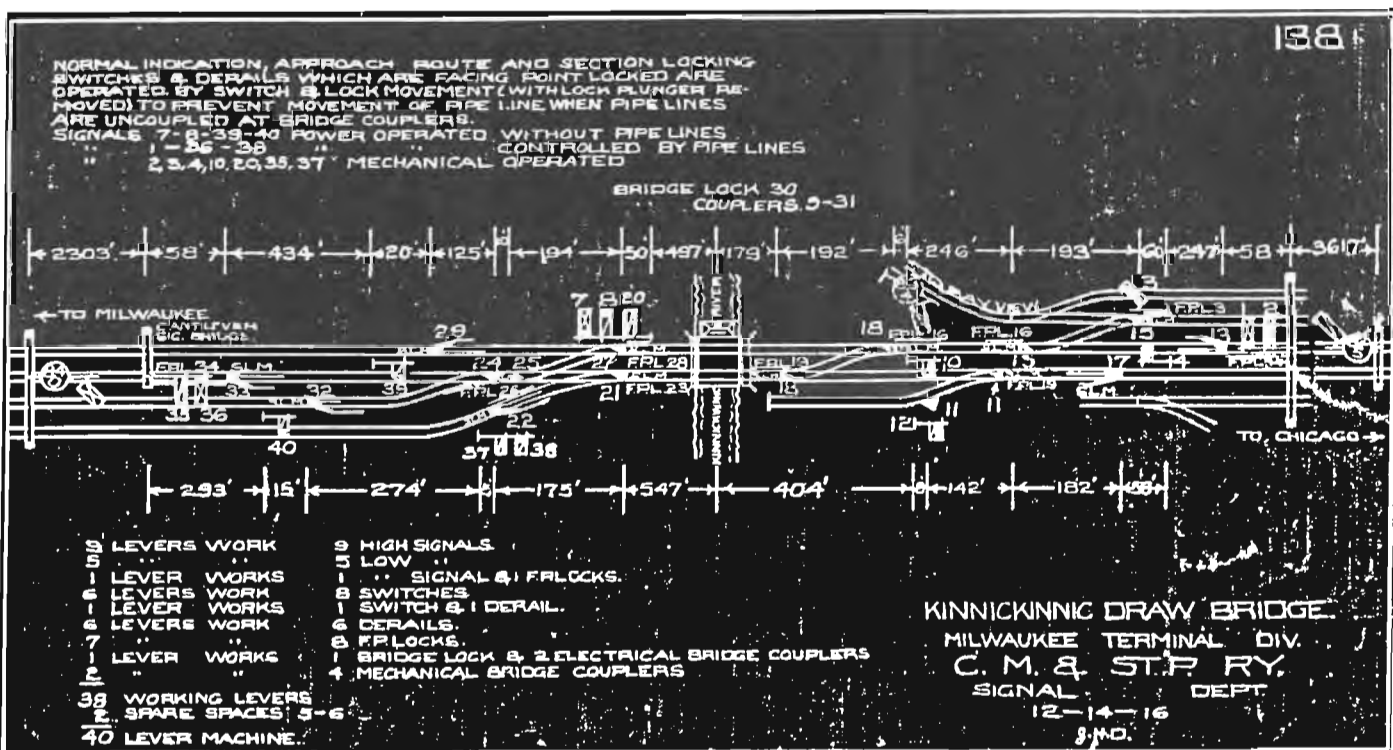 138
NORMAL INDICATION, APPROACH ROUTE AND SECTION LOCKING
SWITCHES & DERAILS WHICH ARE FACING POINT LOCKED ARE
OPERATED BY SWITCH & LOCK MOVEMENT (WITH LOCK PLUNGER RE-
MOVED) TO PREVENT MOVEMENT OF PIPE LINE WHEN PIPE LINES
ARE UNCOUPLED AT BRIDGE COUPLERS.
SIGNALS 7-8-39-40 POWER OPERATED WITHOUT PIPE LINES
" 1-36-38 " " CONTROLLED BY PIPE LINES
" 2,3,4,10,20,35,37 " MECHANICAL OPERATED
BRIDGE LOCK 30
COUPLERS 9-31
2303' 58' 434' 20' 125' 194' 50' 497' 179' 192' 246' 193' 60' 247' 58' 3617'
← TO MILWAUKEE
CANTILEVER
SIG. BRIDGE
29 7 8 20 RIVER 18 F.P.L.16 3
34 SLM 39 24 25 27 F.P.L.28 F.P.L.19 10 15 13 17 14
33 32 F.P.L.26 21 F.P.L.23 SLM
35 36 22 KINNICKINNIC 12 11
40 37 38 TO CHICAGO →
293' 15' 274' 175' 547' 404' 142' 182' 58'
9 LEVERS WORK 9 HIGH SIGNALS
5 " " 5 LOW "
1 LEVER WORKS 1 " SIGNAL & 1 F.P.LOCKS.
6 LEVERS WORK 8 SWITCHES
1 LEVER WORKS 1 SWITCH & 1 DERAIL.
6 LEVERS WORK 6 DERAILS.
7 " " 8 F.P.LOCKS.
1 LEVER WORKS 1 BRIDGE LOCK & 2 ELECTRICAL BRIDGE COUPLERS
2 " " 4 MECHANICAL BRIDGE COUPLERS
38 WORKING LEVERS
2 SPARE SPACES 5-6
40 LEVER MACHINE.
KINNICKINNIC DRAW BRIDGE.
MILWAUKEE TERMINAL DIV.
C. M. & ST. P. RY.
SIGNAL DEPT.
12-14-16